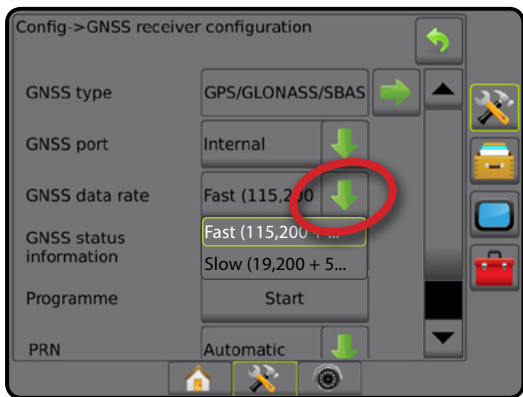 Config->GNSS receiver configuration
GNSS type GPS/GLONASS/SBAS
GNSS port Internal
GNSS data rate Fast (115,200
Fast (115,200 + ...
GNSS status
information
Slow (19,200 + 5...
Programme Start
PRN Automatic